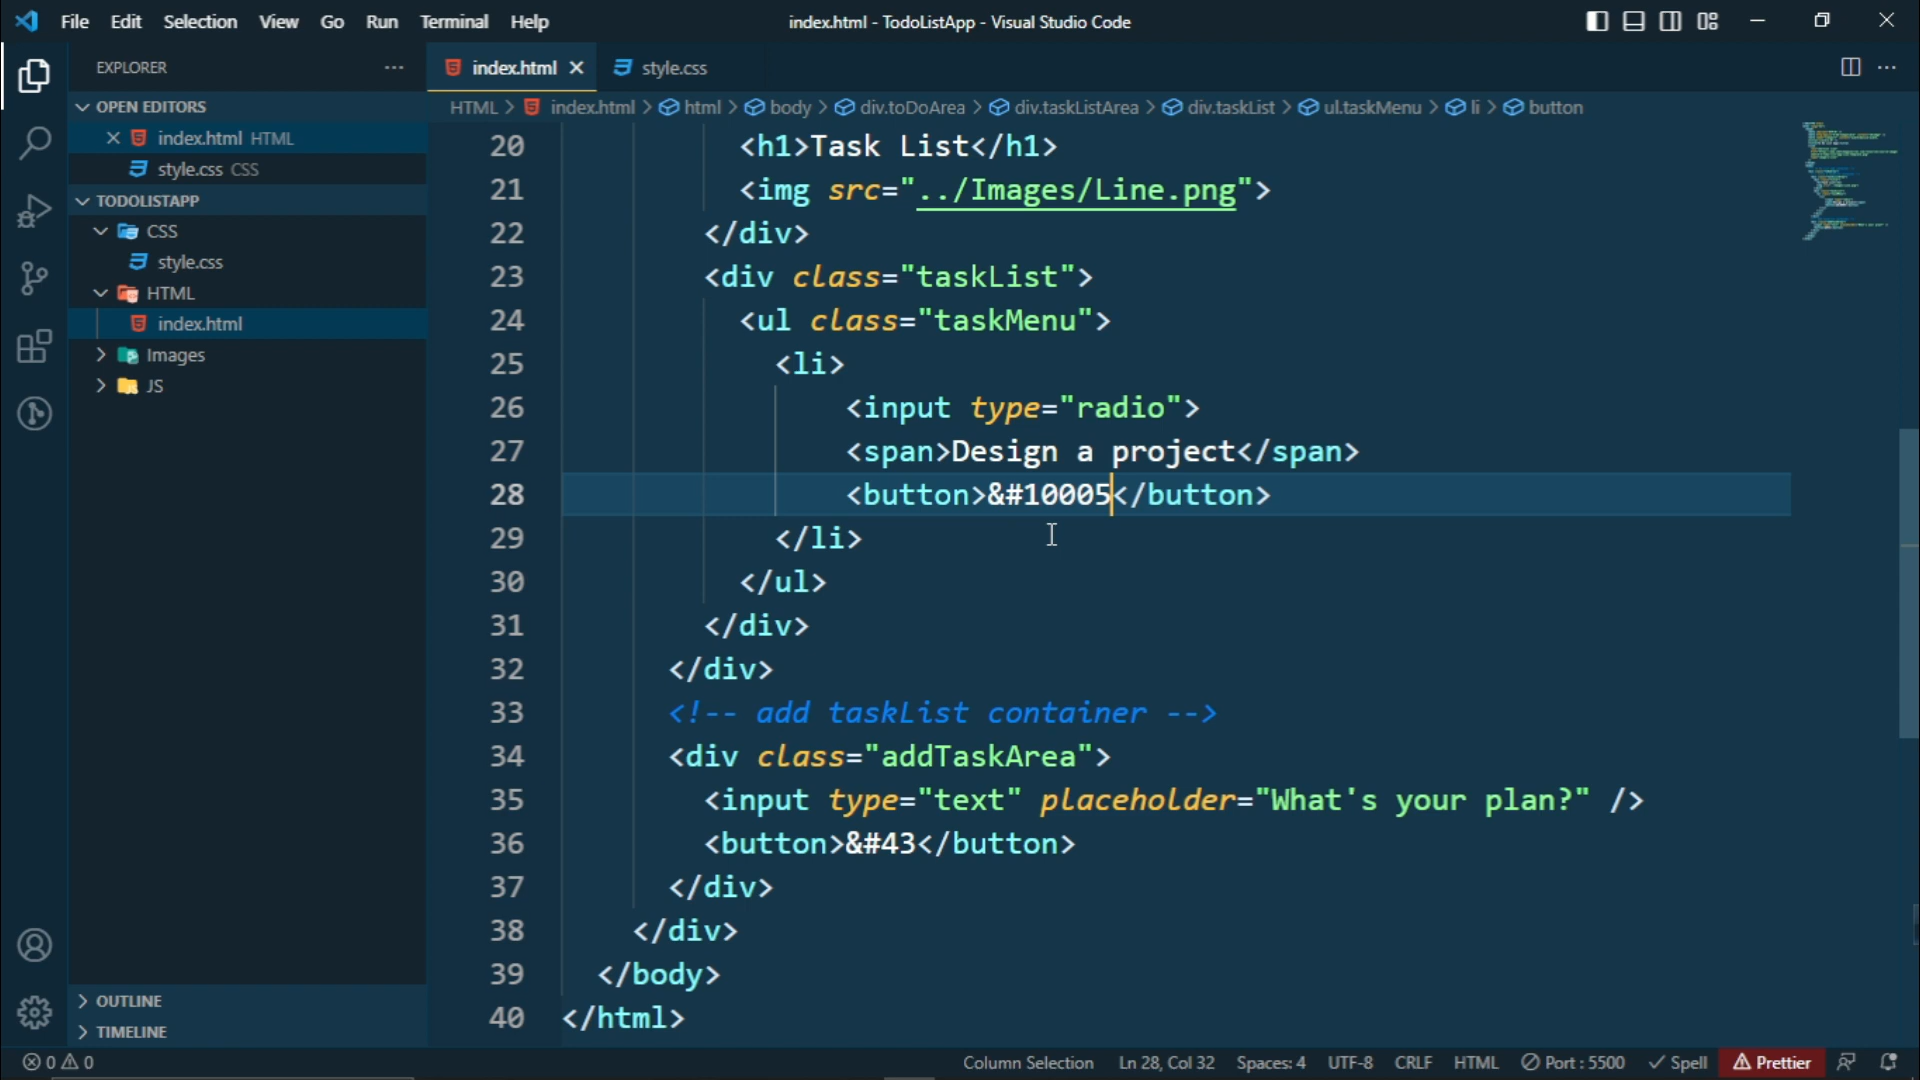 File Edit Selection View Go Run Terminal Help
index.html - TodoListApp - Visual Studio Code
EXPLORER
OPEN EDITORS
index.html HTML
style.css CSS
TODOLISTAPP
CSS
style.css
HTML
index.html
Images
JS
OUTLINE
TIMELINE
index.html
style.css
HTML > index.html > html > body > div.toDoArea > div.taskListArea > div.taskList > ul.taskMenu > li > button
20 <h1>Task List</h1>
21 <img src="../Images/Line.png">
22 </div>
23 <div class="taskList">
24 <ul class="taskMenu">
25 <li>
26 <input type="radio">
27 <span>Design a project</span>
28 <button>&#10005</button>
29 </li>
30 </ul>
31 </div>
32 </div>
33 <!-- add taskList container -->
34 <div class="addTaskArea">
35 <input type="text" placeholder="What's your plan?" />
36 <button>&#43</button>
37 </div>
38 </div>
39 </body>
40 </html>
0 0 Column Selection Ln 28, Col 32 Spaces: 4 UTF-8 CRLF HTML Port : 5500 Spell Prettier